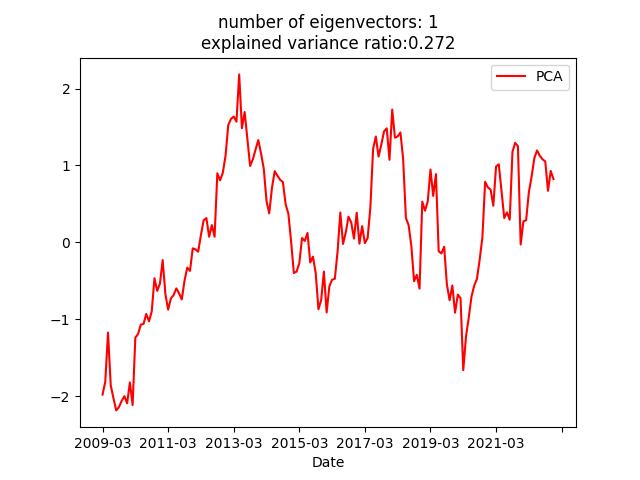 number of eigenvectors: 1
explained variance ratio:0.272
PCA
2
1
0
−1
−2
2009-03 2011-03 2013-03 2015-03 2017-03 2019-03 2021-03
Date